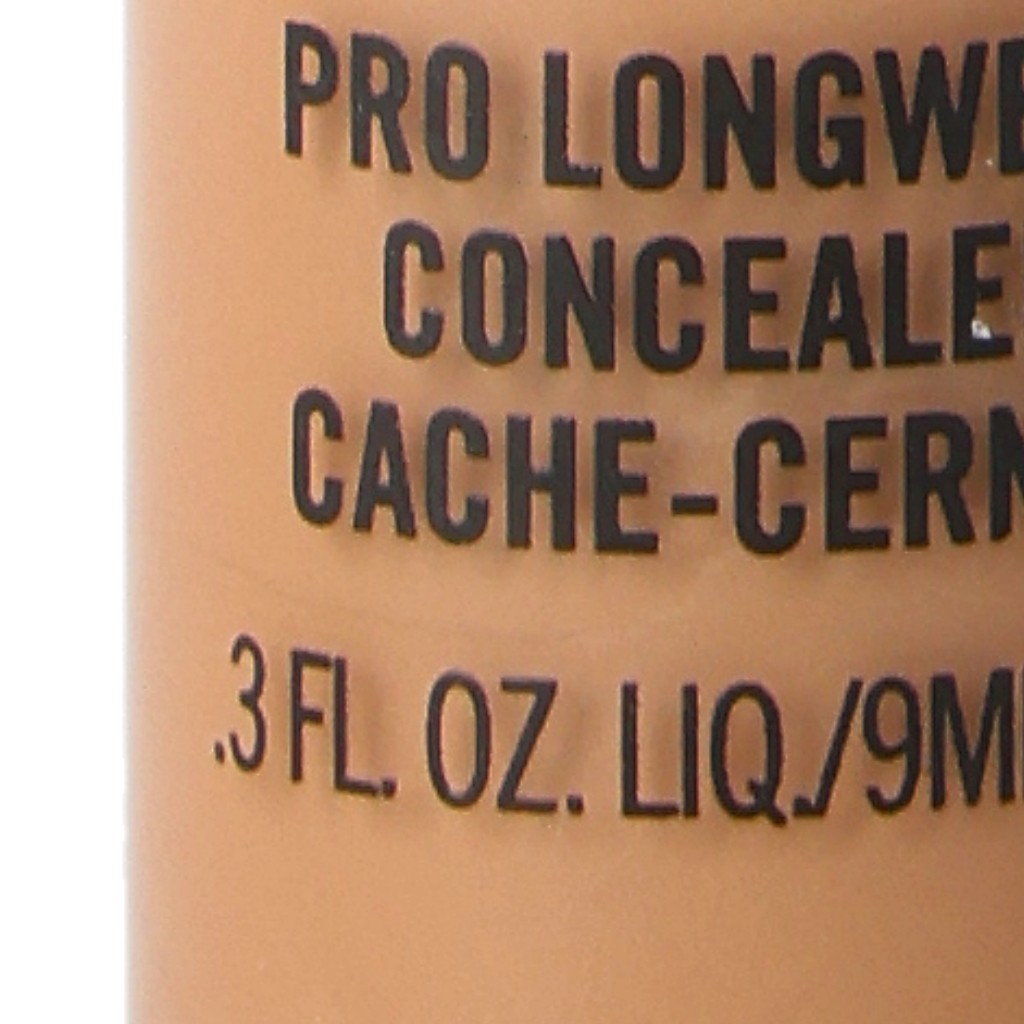 PRO LONGWE
CONCEALE
CACHE-CERN
.3 FL. OZ. LIQ./9M